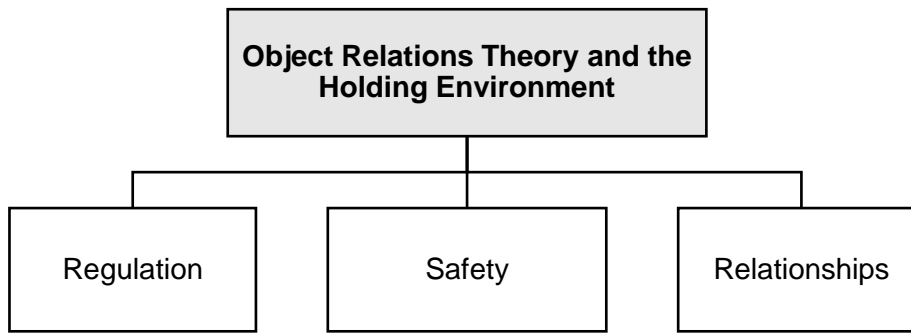 Object Relations Theory and the
Holding Environment
Regulation
Safety
Relationships